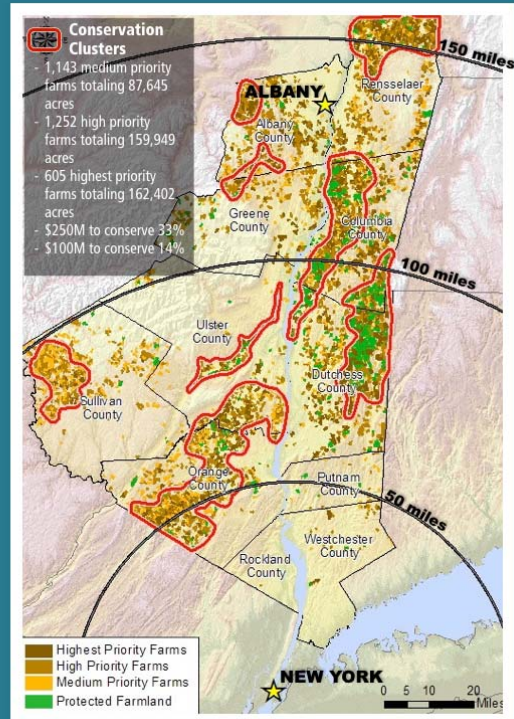 Conservation
Clusters
- 1,143 medium priority
farms totaling 87,645
acres
- 1,252 high priority
farms totaling 159,949
acres
- 605 highest priority
farms totaling 162,402
acres
- $250M to conserve 33%
- $100M to conserve 14%
150 miles
ALBANY
Rensselaer
County
Albany
County
Greene
County
Columbia
County
100 miles
Ulster
County
Dutchess
County
Sullivan
County
Orange
County
Putnam
County
50 miles
Westchester
County
Rockland
County
Highest Priority Farms
High Priority Farms
Medium Priority Farms
Protected Farmland
NEW YORK
0 5 10 20
Miles